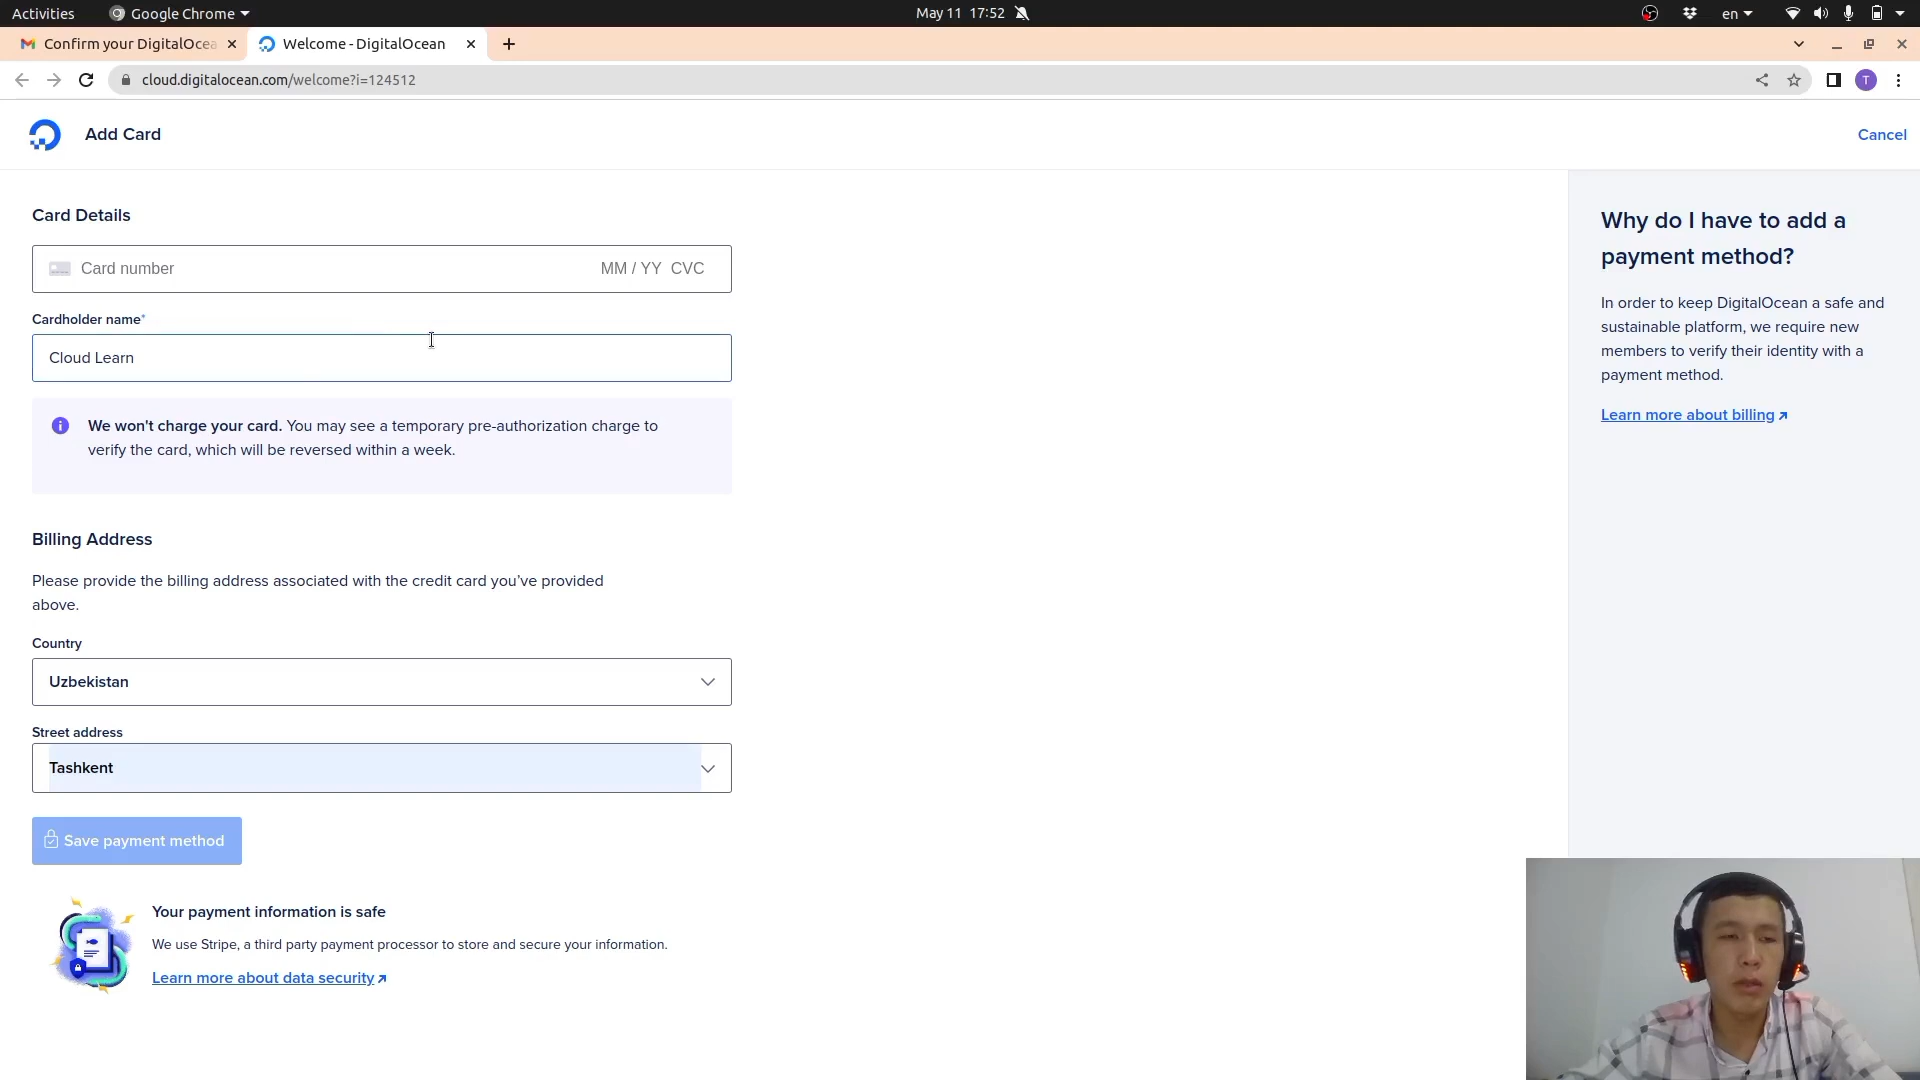 Activities
Google Chrome
May 11 17:52
en
Confirm your DigitalOcea
Welcome - DigitalOcean
cloud.digitalocean.com/welcome?i=124512
T
Add Card
Cancel
Card Details
Card number
MM / YY CVC
Cardholder name*
Cloud Learn
We won't charge your card. You may see a temporary pre-authorization charge to
verify the card, which will be reversed within a week.
Billing Address
Please provide the billing address associated with the credit card you’ve provided
above.
Country
Uzbekistan
Street address
Tashkent
Save payment method
Your payment information is safe
We use Stripe, a third party payment processor to store and secure your information.
Learn more about data security
Why do I have to add a
payment method?
In order to keep DigitalOcean a safe and
sustainable platform, we require new
members to verify their identity with a
payment method.
Learn more about billing